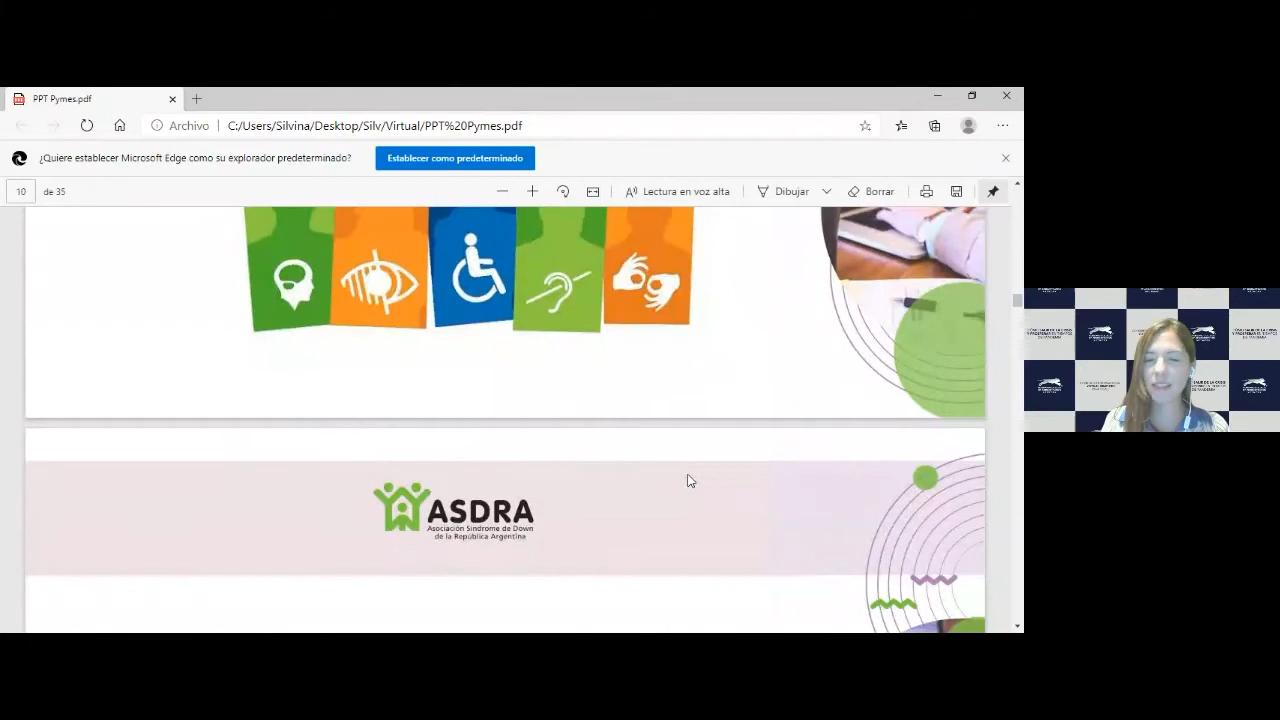 PPT Pymes.pdf
Archivo
C:/Users/Silvina/Desktop/Silv/Virtual/PPT%20Pymes.pdf
¿Quiere establecer Microsoft Edge como su explorador predeterminado?
Establecer como predeterminado
10
de 35
Lectura en voz alta
Dibujar
Borrar
ASDRA
Asociación Síndrome de Down
de la República Argentina